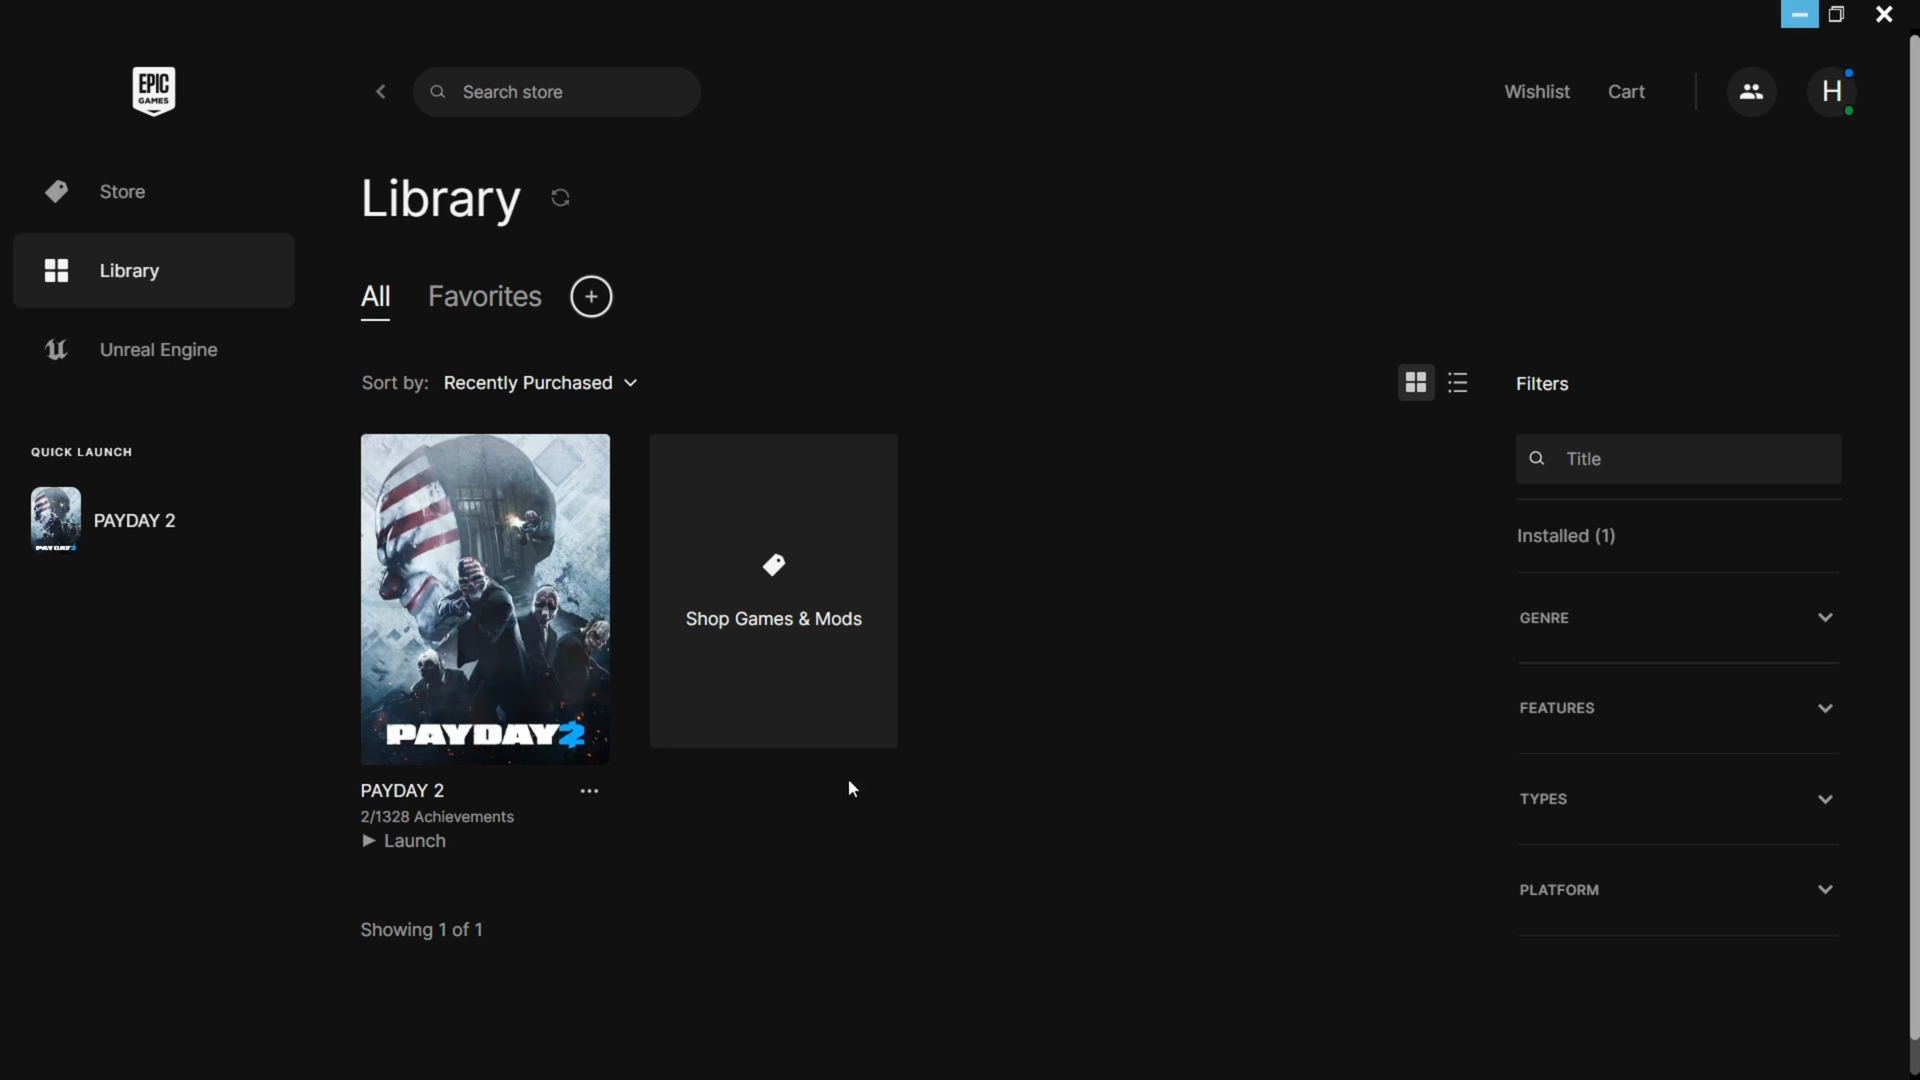 EPIC
GAMES
Search store
Wishlist
Cart
H
Store
Library
Unreal Engine
QUICK LAUNCH
PAYDAY 2
PAYDAY 2
Library
All
Favorites
Sort by: Recently Purchased
PAYDAY2
PAYDAY 2
2/1328 Achievements
Launch
Shop Games & Mods
Showing 1 of 1
Filters
Title
Installed (1)
GENRE
FEATURES
TYPES
PLATFORM